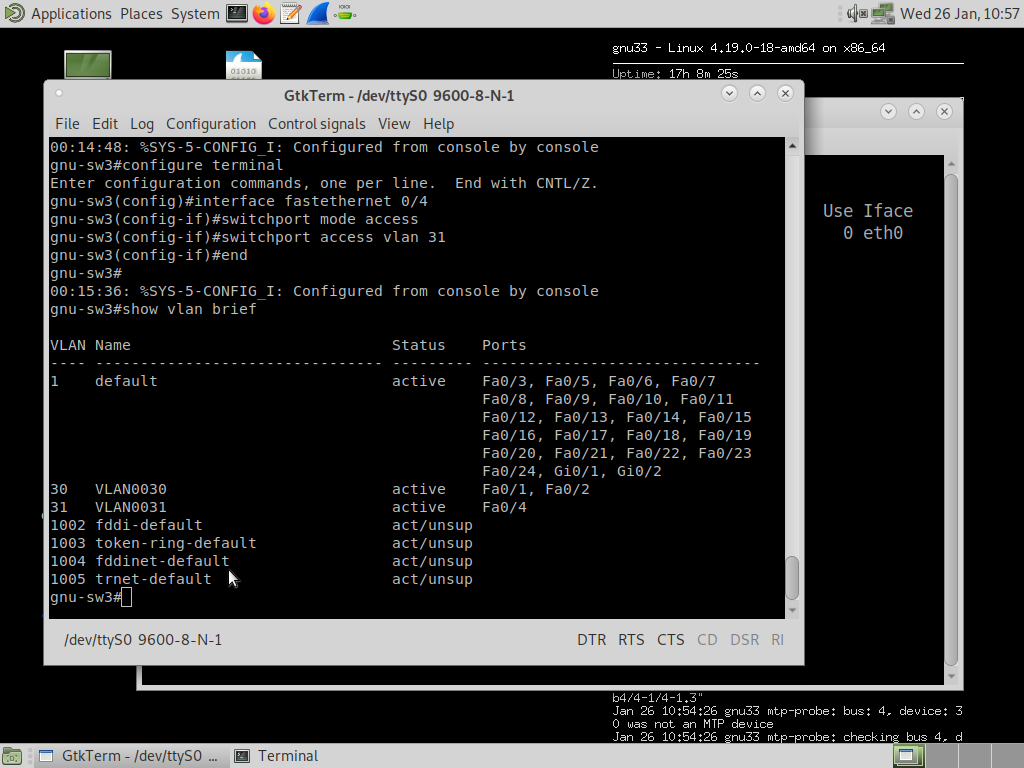 Applications Places System Wed 26 Jan, 10:57
gnu33 - Linux 4.19.0-18-amd64 on x86_64
Uptime: 17h 8m 25s
GtkTerm - /dev/ttyS0 9600-8-N-1
File Edit Log Configuration Control signals View Help
00:14:48: %SYS-5-CONFIG_I: Configured from console by console
gnu-sw3#configure terminal
Enter configuration commands, one per line.  End with CNTL/Z.
gnu-sw3(config)#interface fastethernet 0/4
gnu-sw3(config-if)#switchport mode access
gnu-sw3(config-if)#switchport access vlan 31
gnu-sw3(config-if)#end
gnu-sw3#
00:15:36: %SYS-5-CONFIG_I: Configured from console by console
gnu-sw3#show vlan brief
VLAN Name                             Status    Ports
---- -------------------------------- --------- -------------------------------
1    default                          active    Fa0/3, Fa0/5, Fa0/6, Fa0/7
                                                Fa0/8, Fa0/9, Fa0/10, Fa0/11
                                                Fa0/12, Fa0/13, Fa0/14, Fa0/15
                                                Fa0/16, Fa0/17, Fa0/18, Fa0/19
                                                Fa0/20, Fa0/21, Fa0/22, Fa0/23
                                                Fa0/24, Gi0/1, Gi0/2
30   VLAN0030                         active    Fa0/1, Fa0/2
31   VLAN0031                         active    Fa0/4
1002 fddi-default                     act/unsup
1003 token-ring-default               act/unsup
1004 fddinet-default                  act/unsup
1005 trnet-default                    act/unsup
gnu-sw3#
/dev/ttyS0 9600-8-N-1 DTR RTS CTS CD DSR RI
Use Iface
0 eth0
b4/4-1/4-1.3"
Jan 26 10:54:26 gnu33 mtp-probe: bus: 4, device: 3
0 was not an MTP device
Jan 26 10:54:26 gnu33 mtp-probe: checking bus 4, d
GtkTerm - /dev/ttyS0 ... Terminal